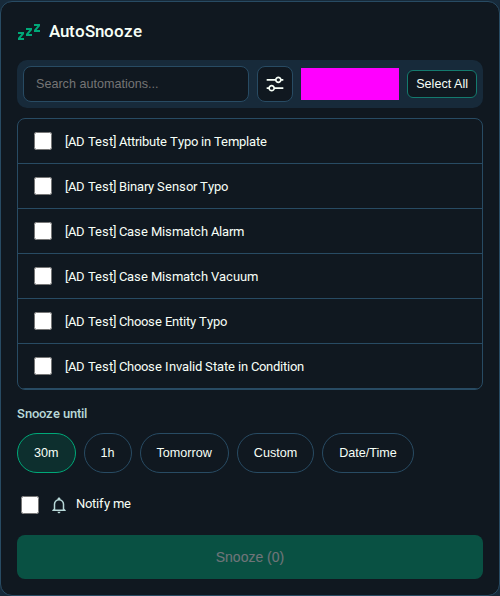 AutoSnooze
Search automations...
Select All
[AD Test] Attribute Typo in Template
[AD Test] Binary Sensor Typo
[AD Test] Case Mismatch Alarm
[AD Test] Case Mismatch Vacuum
[AD Test] Choose Entity Typo
[AD Test] Choose Invalid State in Condition
Snooze until
30m 1h Tomorrow Custom Date/Time
Notify me
Snooze (0)